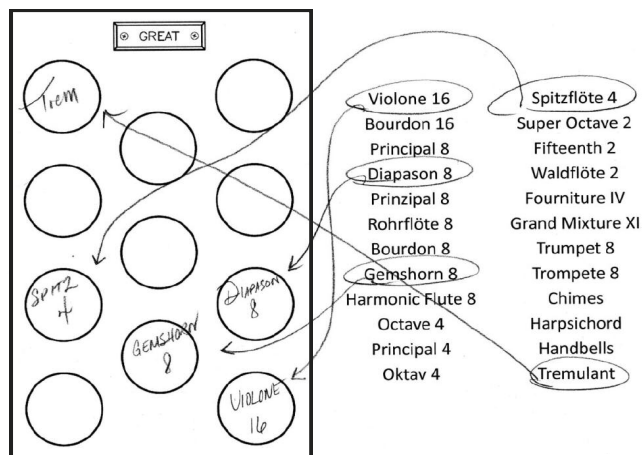 GREAT
Trem
SPITZ
4
GEMSHORN
8
DIAPASON
8
VIOLONE
16
Violone 16
Bourdon 16
Principal 8
Diapason 8
Prinzipal 8
Rohrflöte 8
Bourdon 8
Gemshorn 8
Harmonic Flute 8
Octave 4
Principal 4
Oktav 4
Spitzflöte 4
Super Octave 2
Fifteenth 2
Waldflöte 2
Fourniture IV
Grand Mixture XI
Trumpet 8
Trompete 8
Chimes
Harpsichord
Handbells
Tremulant